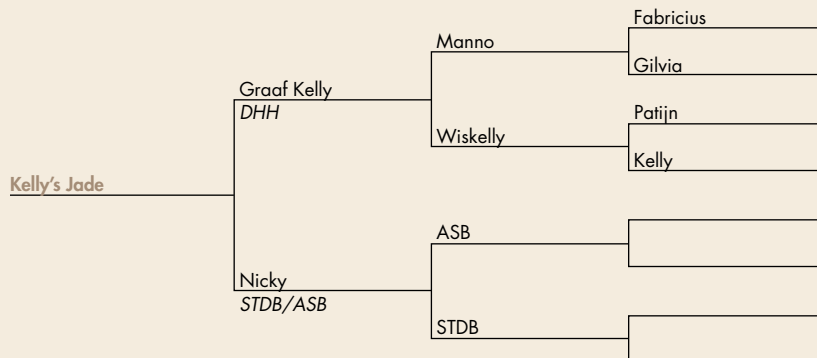 Fabricius
Manno
Gilvia
Graaf Kelly
DHH
Patijn
Wiskelly
Kelly
Kelly's Jade
ASB
Nicky
STDB/ASB
STDB